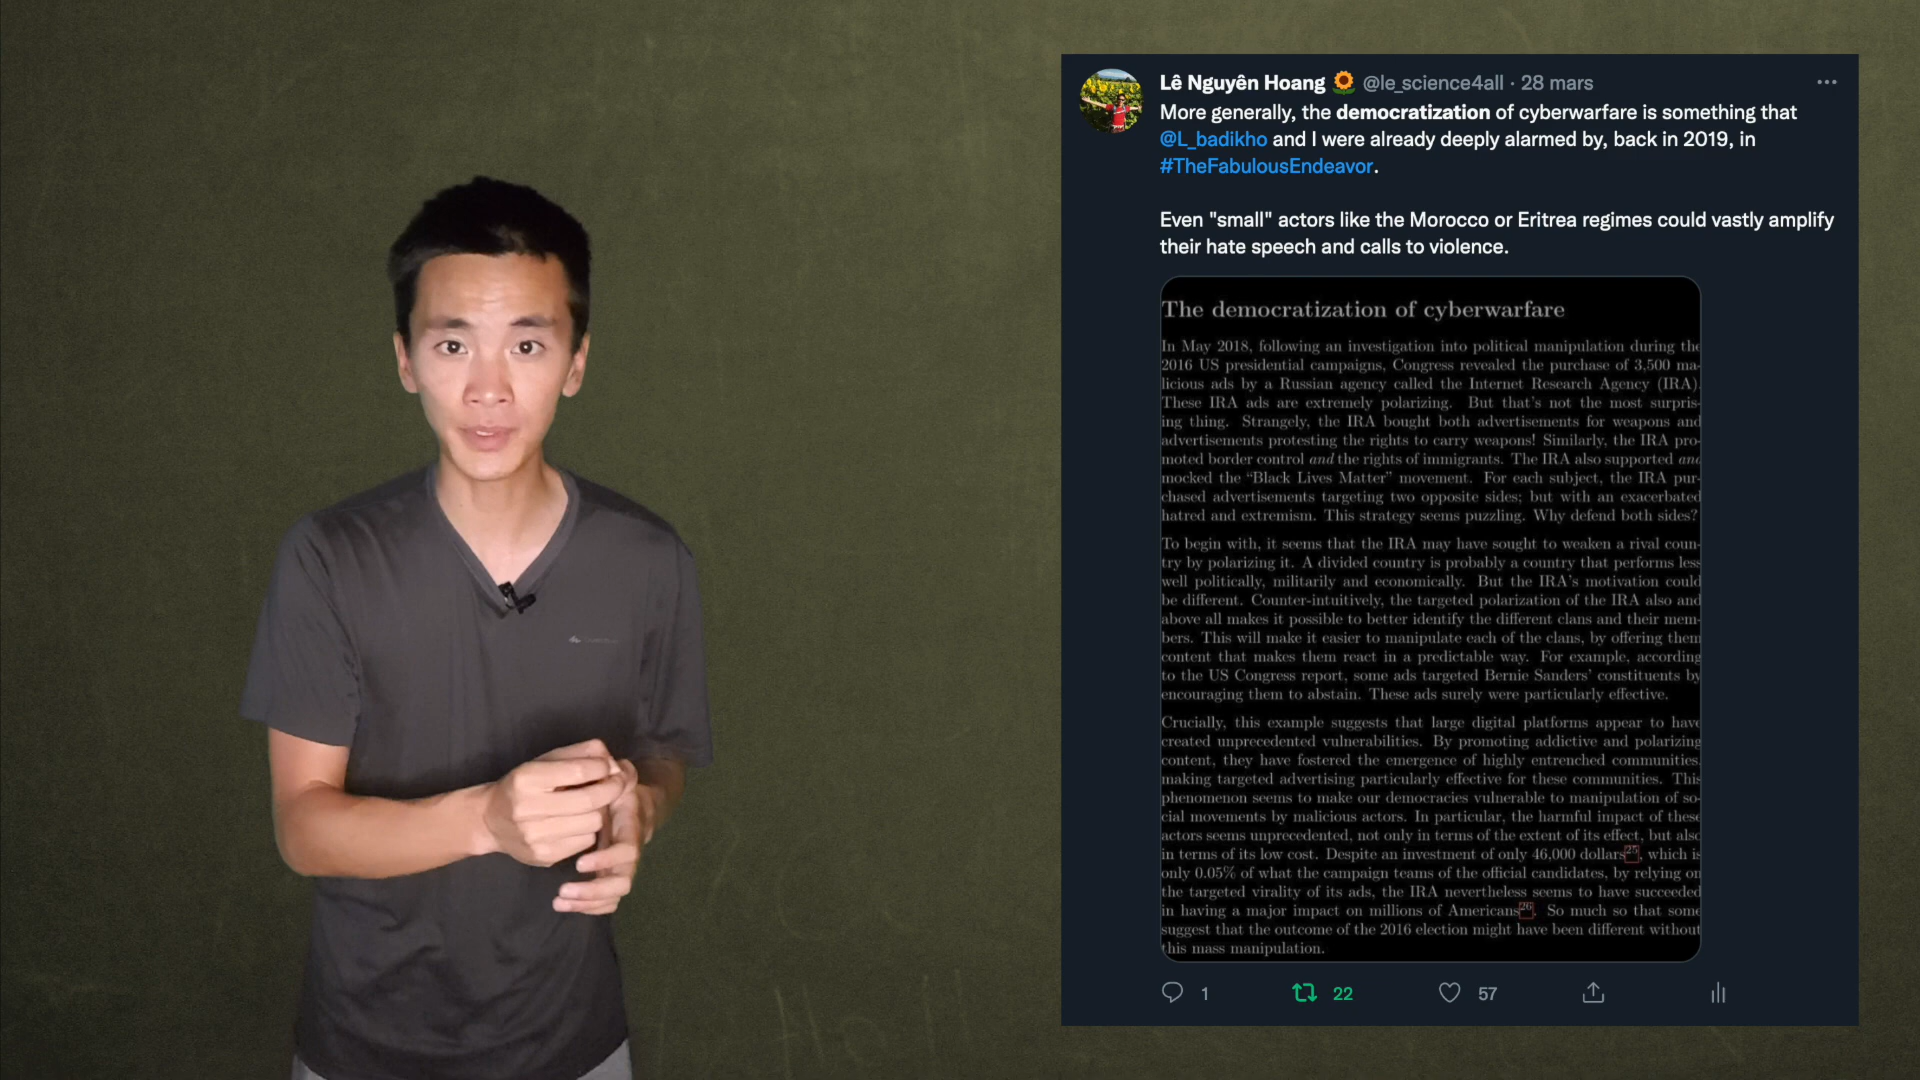 Lê Nguyên Hoang 🌻 @le_science4all · 28 mars
More generally, the democratization of cyberwarfare is something that
@L_badikho and I were already deeply alarmed by, back in 2019, in
#TheFabulousEndeavor.
Even "small" actors like the Morocco or Eritrea regimes could vastly amplify
their hate speech and calls to violence.
The democratization of cyberwarfare
In May 2018, following an investigation into political manipulation during the
2016 US presidential campaigns, Congress revealed the purchase of 3,500 ma-
licious ads by a Russian agency called the Internet Research Agency (IRA).
These IRA ads are extremely polarizing. But that's not the most surpris-
ing thing. Strangely, the IRA bought both advertisements for weapons and
advertisements protesting the rights to carry weapons! Similarly, the IRA pro-
moted border control and the rights of immigrants. The IRA also supported and
mocked the “Black Lives Matter” movement. For each subject, the IRA pur-
chased advertisements targeting two opposite sides; but with an exacerbated
hatred and extremism. This strategy seems puzzling. Why defend both sides?
To begin with, it seems that the IRA may have sought to weaken a rival coun-
try by polarizing it. A divided country is probably a country that performs less
well politically, militarily and economically. But the IRA's motivation could
be different. Counter-intuitively, the targeted polarization of the IRA also and
above all makes it possible to better identify the different clans and their mem-
bers. This will make it easier to manipulate each of the clans, by offering them
content that makes them react in a predictable way. For example, according
to the US Congress report, some ads targeted Bernie Sanders' constituents by
encouraging them to abstain. These ads surely were particularly effective.
Crucially, this example suggests that large digital platforms appear to have
created unprecedented vulnerabilities. By promoting addictive and polarizing
content, they have fostered the emergence of highly entrenched communities,
making targeted advertising particularly effective for these communities. This
phenomenon seems to make our democracies vulnerable to manipulation of so-
cial movements by malicious actors. In particular, the harmful impact of these
actors seems unprecedented, not only in terms of the extent of its effect, but also
in terms of its low cost. Despite an investment of only 46,000 dollars25, which is
only 0.05% of what the campaign teams of the official candidates, by relying on
the targeted virality of its ads, the IRA nevertheless seems to have succeeded
in having a major impact on millions of Americans26. So much so that some
suggest that the outcome of the 2016 election might have been different without
this mass manipulation.
1 22 57